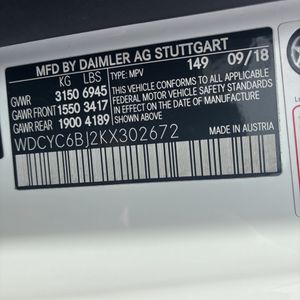 MFD BY DAIMLER AG STUTTGART
KG LBS TYPE: MPV 149 09/18
GVWR 3150 6945
GAWR FRONT 1550 3417
GAWR REAR 1900 4189
THIS VEHICLE CONFORMS TO ALL APPLICABLE
FEDERAL MOTOR VEHICLE SAFETY STANDARDS
IN EFFECT ON THE DATE OF MANUFACTURE
SHOWN ABOVE.
WDCYC6BJ2KX302672
MADE IN AUSTRIA